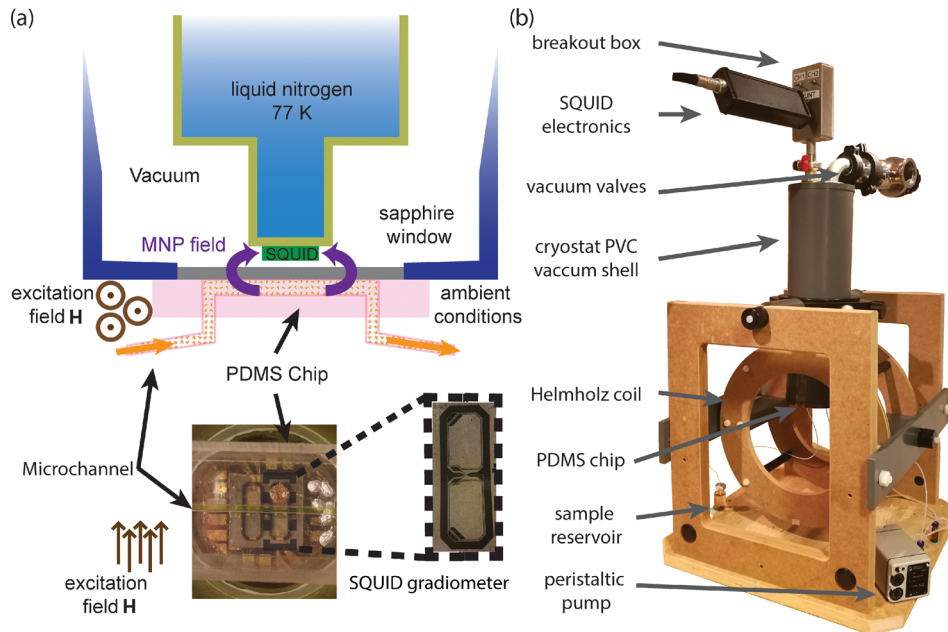 (a)
liquid nitrogen
77 K
Vacuum
sapphire
window
MNP field
SQUID
excitation
field H
ambient
conditions
PDMS Chip
Microchannel
excitation
field H
SQUID gradiometer
(b)
breakout box
CH1 CH2
SQUID
electronics
vacuum valves
cryostat PVC
vaccum shell
Helmholz coil
PDMS chip
sample
reservoir
peristaltic
pump